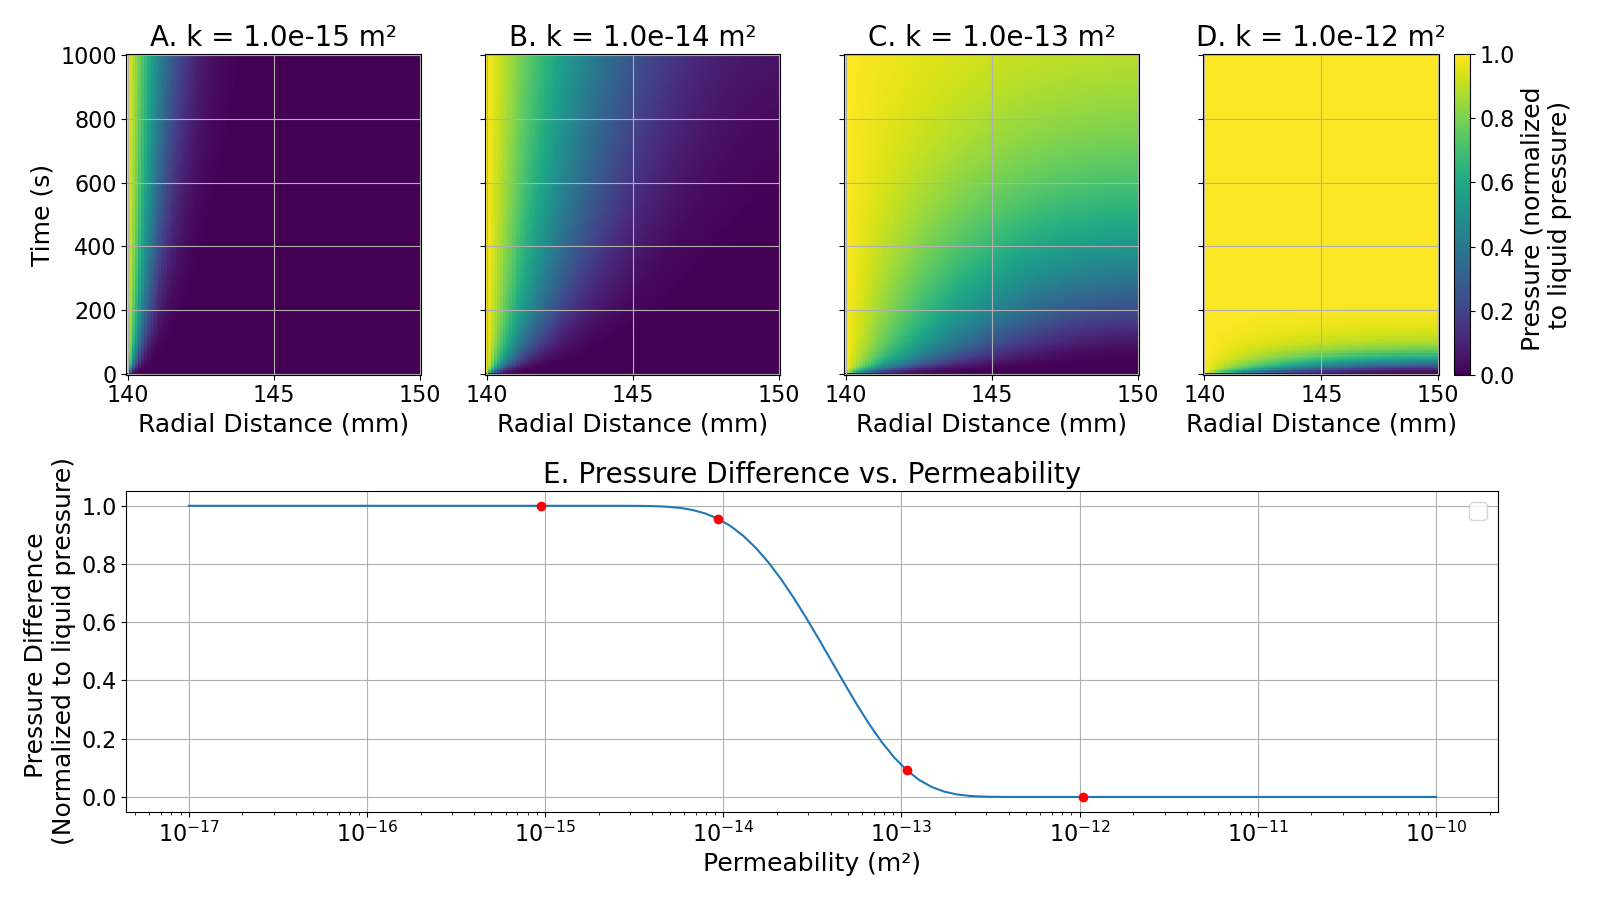 A. k = 1.0e-15 m²
B. k = 1.0e-14 m²
C. k = 1.0e-13 m²
D. k = 1.0e-12 m²
1000
800
600
400
200
0
Time (s)
140 145 150
140 145 150
140 145 150
140 145 150
Radial Distance (mm)
Radial Distance (mm)
Radial Distance (mm)
Radial Distance (mm)
1.0
0.8
0.6
0.4
0.2
0.0
Pressure (normalized
to liquid pressure)
E. Pressure Difference vs. Permeability
Pressure Difference
(Normalized to liquid pressure)
1.0
0.8
0.6
0.4
0.2
0.0
10⁻¹⁷ 10⁻¹⁶ 10⁻¹⁵ 10⁻¹⁴ 10⁻¹³ 10⁻¹² 10⁻¹¹ 10⁻¹⁰
Permeability (m²)